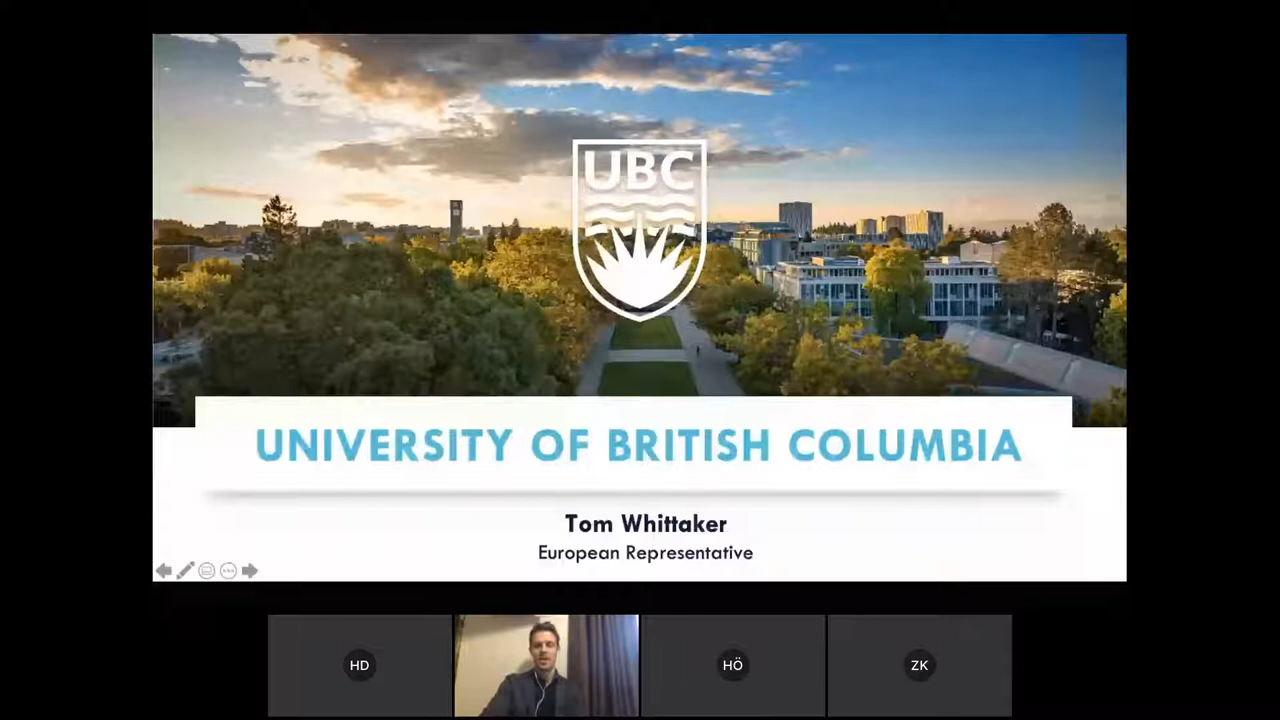 UBC
UNIVERSITY OF BRITISH COLUMBIA
Tom Whittaker
European Representative
HD
HÖ
ZK